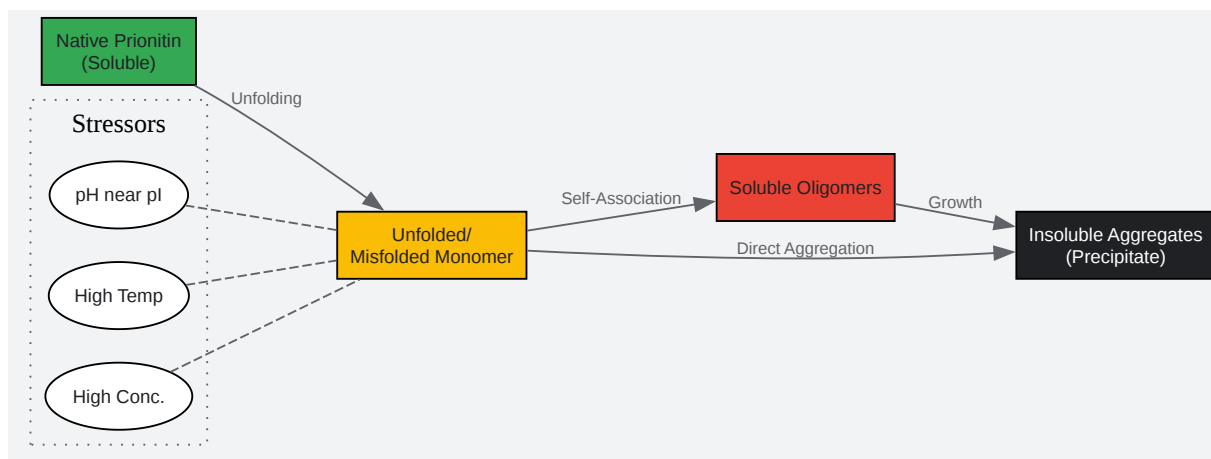 Native Prionitin
(Soluble)
Unfolding
Stressors
pH near pI
High Temp
High Conc.
Unfolded/
Misfolded Monomer
Self-Association
Direct Aggregation
Soluble Oligomers
Growth
Insoluble Aggregates
(Precipitate)